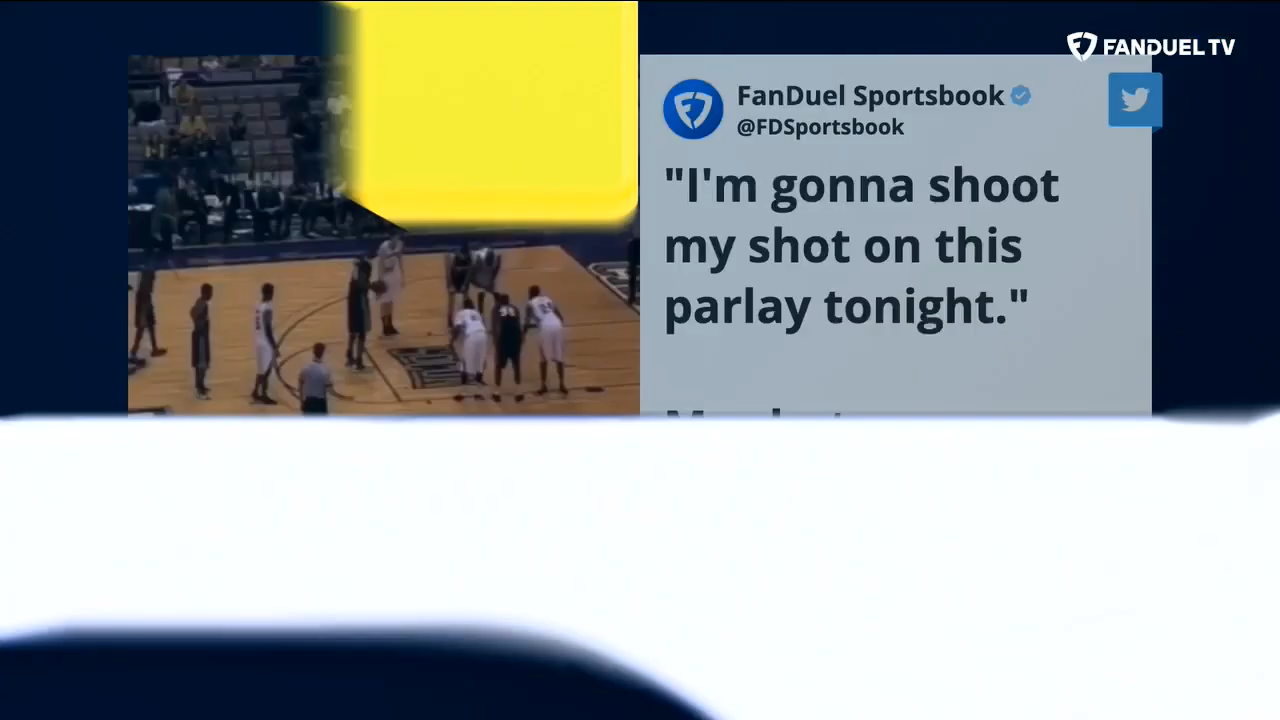 FANDUEL TV
FanDuel Sportsbook
@FDSportsbook
"I'm gonna shoot
my shot on this
parlay tonight."